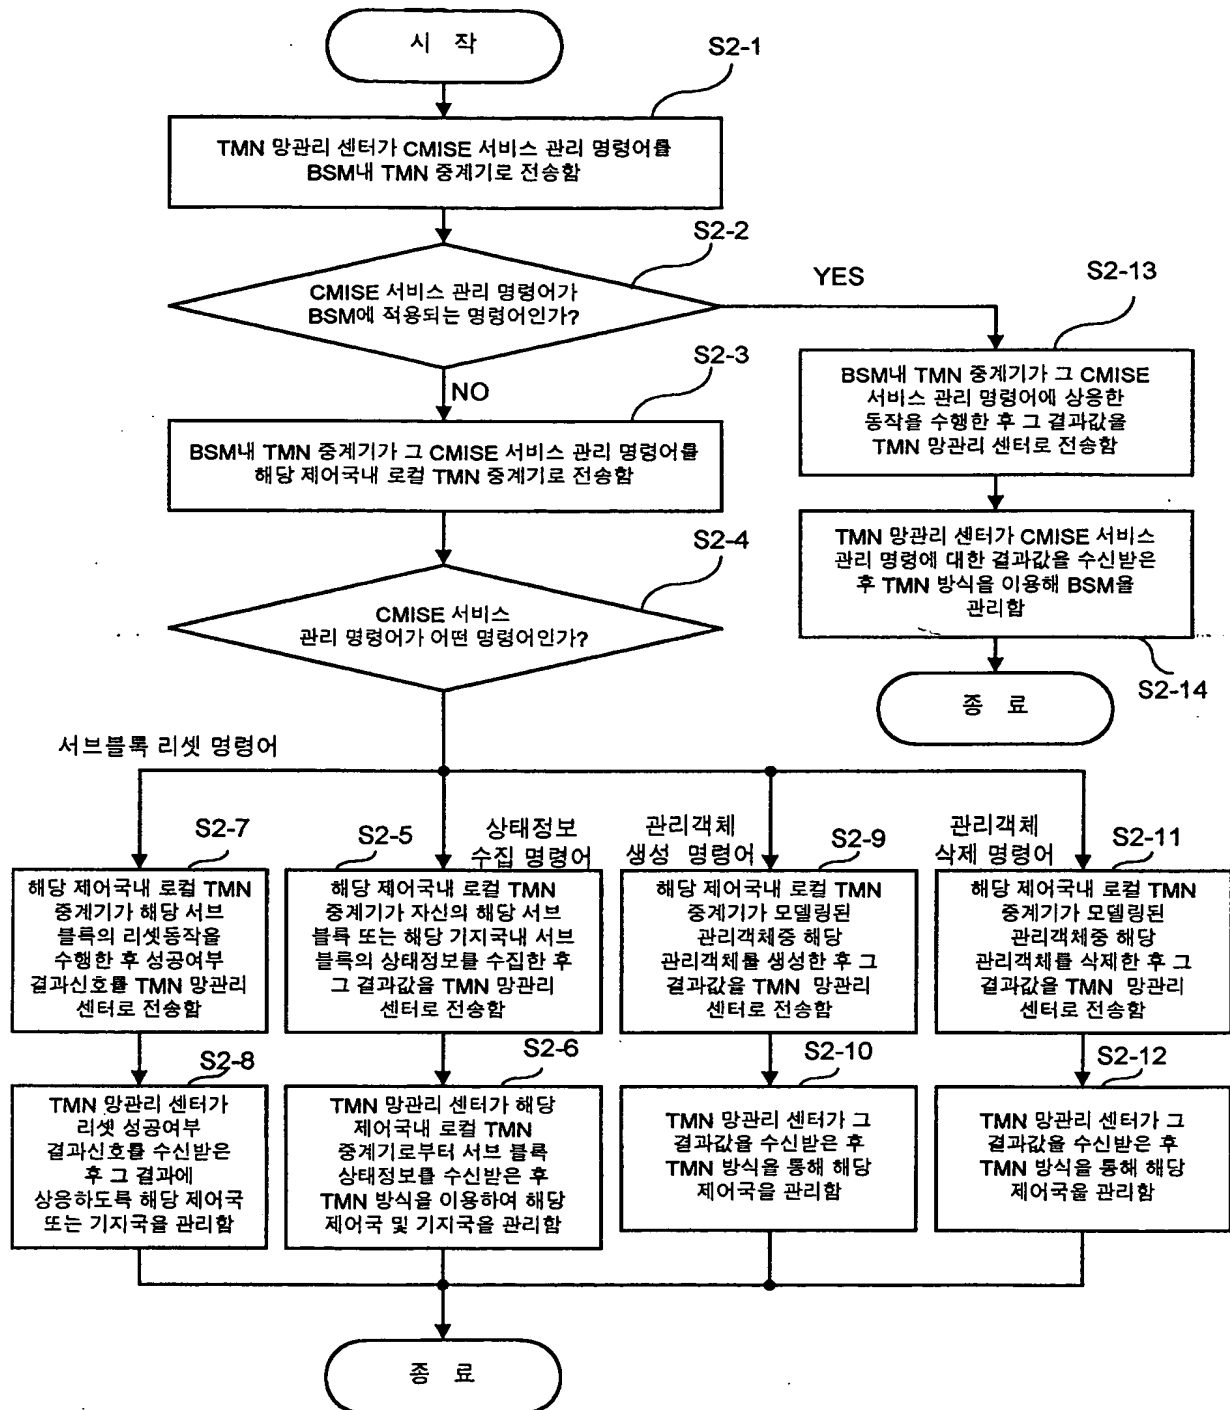 시 작
S2-1
TMN 망관리 센터가 CMISE 서비스 관리 명령어를
BSM내 TMN 중계기로 전송함
S2-2
CMISE 서비스 관리 명령어가
BSM에 적용되는 명령어인가?
YES
S2-13
BSM내 TMN 중계기가 그 CMISE
서비스 관리 명령어에 상응한
동작을 수행한 후 그 결과값을
TMN 망관리 센터로 전송함
NO
S2-3
BSM내 TMN 중계기가 그 CMISE 서비스 관리 명령어를
해당 제어국내 로컬 TMN 중계기로 전송함
TMN 망관리 센터가 CMISE 서비스
관리 명령에 대한 결과값을 수신받은
후 TMN 방식을 이용해 BSM을
관리함
S2-14
종 료
S2-4
CMISE 서비스
관리 명령어가 어떤 명령어인가?
서브블록 리셋 명령어
S2-7
해당 제어국내 로컬 TMN
중계기가 해당 서브
블록의 리셋동작을
수행한 후 성공여부
결과신호를 TMN 망관리
센터로 전송함
상태정보
수집 명령어
S2-5
해당 제어국내 로컬 TMN
중계기가 자신의 해당 서브
블록 또는 해당 기지국내 서브
블록의 상태정보를 수집한 후
그 결과값을 TMN 망관리
센터로 전송함
관리객체
생성 명령어
S2-9
해당 제어국내 로컬 TMN
중계기가 모델링된
관리객체중 해당
관리객체를 생성한 후 그
결과값을 TMN 망관리
센터로 전송함
관리객체
삭제 명령어
S2-11
해당 제어국내 로컬 TMN
중계기가 모델링된
관리객체중 해당
관리객체를 삭제한 후 그
결과값을 TMN 망관리
센터로 전송함
S2-8
TMN 망관리 센터가
리셋 성공여부
결과신호를 수신받은
후 그 결과에
상응하도록 해당 제어국
또는 기지국을 관리함
S2-6
TMN 망관리 센터가 해당
제어국내 로컬 TMN
중계기로부터 서브 블록
상태정보를 수신받은 후
TMN 방식을 이용하여 해당
제어국 및 기지국을 관리함
S2-10
TMN 망관리 센터가 그
결과값을 수신받은 후
TMN 방식을 통해 해당
제어국을 관리함
S2-12
TMN 망관리 센터가 그
결과값을 수신받은 후
TMN 방식을 통해 해당
제어국을 관리함
종 료